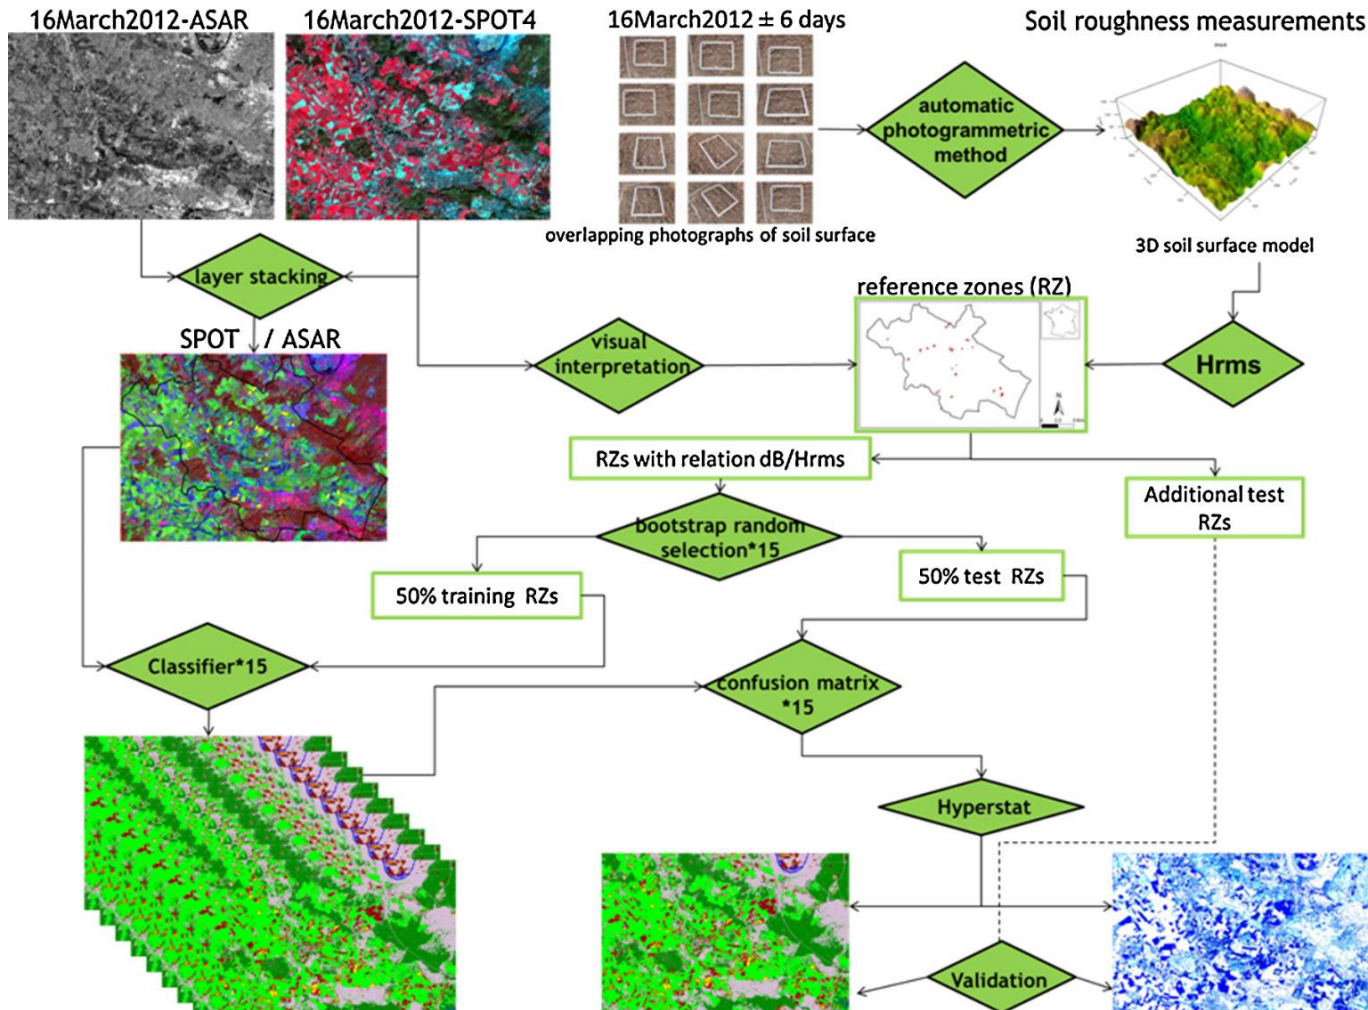 16March2012-ASAR
16March2012-SPOT4
16March2012 ± 6 days
Soil roughness measurements
automatic
photogrammetric
method
overlapping photographs of soil surface
3D soil surface model
layer stacking
reference zones (RZ)
SPOT / ASAR
visual
interpretation
Hrms
N
RZs with relation dB/Hrms
Additional test
RZs
bootstrap random
selection*15
50% training RZs
50% test RZs
Classifier*15
confusion matrix
*15
Hyperstat
Validation